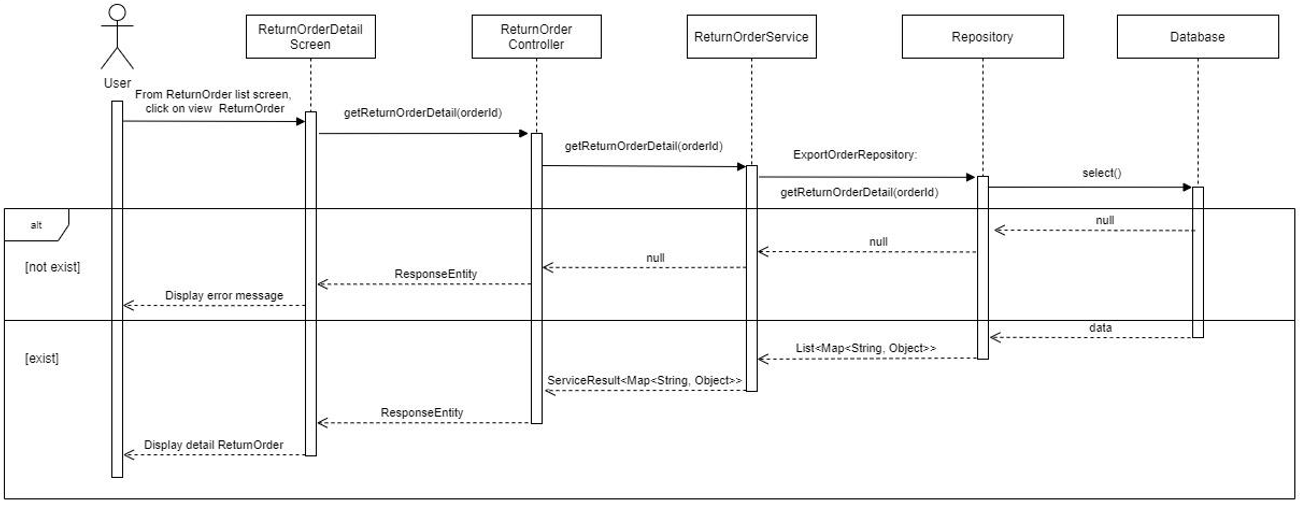 ReturnOrderDetail
Screen
ReturnOrder
Controller
ReturnOrderService
Repository
Database
User
From ReturnOrder list screen,
click on view ReturnOrder
getReturnOrderDetail(orderId)
getReturnOrderDetail(orderId)
ExportOrderRepository:
getReturnOrderDetail(orderId)
select()
alt
[not exist]
null
null
null
ResponseEntity
Display error message
[exist]
data
List<Map<String, Object>>
ServiceResult<Map<String, Object>>
ResponseEntity
Display detail ReturnOrder